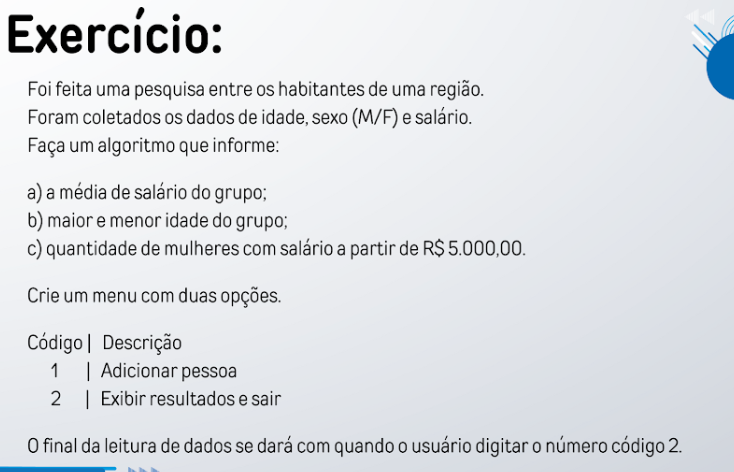 Exercício:
Foi feita uma pesquisa entre os habitantes de uma região.
Foram coletados os dados de idade, sexo (M/F) e salário.
Faça um algoritmo que informe:
a) a média de salário do grupo;
b) maior e menor idade do grupo;
c) quantidade de mulheres com salário a partir de R$ 5.000,00.
Crie um menu com duas opções.
Código | Descrição
1 | Adicionar pessoa
2 | Exibir resultados e sair
O final da leitura de dados se dará com quando o usuário digitar o número código 2.